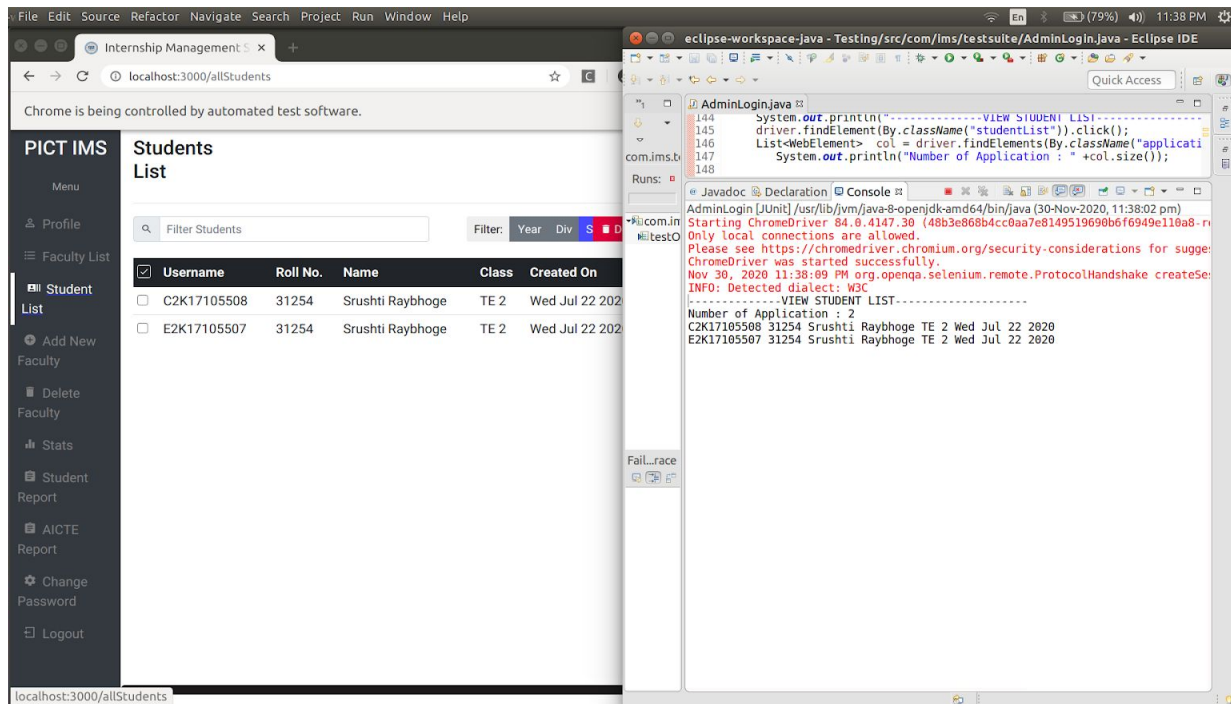 File Edit Source Refactor Navigate Search Project Run Window Help
En (79%) 11:38 PM
Internship Management S
localhost:3000/allStudents
Chrome is being controlled by automated test software.
PICT IMS
Menu
Profile
Faculty List
Student
List
Add New
Faculty
Delete
Faculty
Stats
Student
Report
AICTE
Report
Change
Password
Logout
localhost:3000/allStudents
Students
List
Filter Students
Filter: Year Div S D
Username Roll No. Name Class Created On
C2K17105508 31254 Srushti Raybhoge TE 2 Wed Jul 22 202
E2K17105507 31254 Srushti Raybhoge TE 2 Wed Jul 22 202
eclipse-workspace-java - Testing/src/com/ims/testsuite/AdminLogin.java - Eclipse IDE
Quick Access
com.ims.t
Runs:
com.in
testO
Fail...race
AdminLogin.java
144 System.out.println("--------------VIEW STUDENT LIST----------------
145 driver.findElement(By.className("studentList")).click();
146 List<WebElement> col = driver.findElements(By.className("applicati
147 System.out.println("Number of Application : " +col.size());
148
Javadoc Declaration Console
AdminLogin [JUnit] /usr/lib/jvm/java-8-openjdk-amd64/bin/java (30-Nov-2020, 11:38:02 pm)
Starting ChromeDriver 84.0.4147.30 (48b3e868b4cc0aa7e8149519690b6f6949e110a8-r
Only local connections are allowed.
Please see https://chromedriver.chromium.org/security-considerations for sugge
ChromeDriver was started successfully.
Nov 30, 2020 11:38:09 PM org.openqa.selenium.remote.ProtocolHandshake createSe
INFO: Detected dialect: W3C
--------------VIEW STUDENT LIST--------------------
Number of Application : 2
C2K17105508 31254 Srushti Raybhoge TE 2 Wed Jul 22 2020
E2K17105507 31254 Srushti Raybhoge TE 2 Wed Jul 22 2020